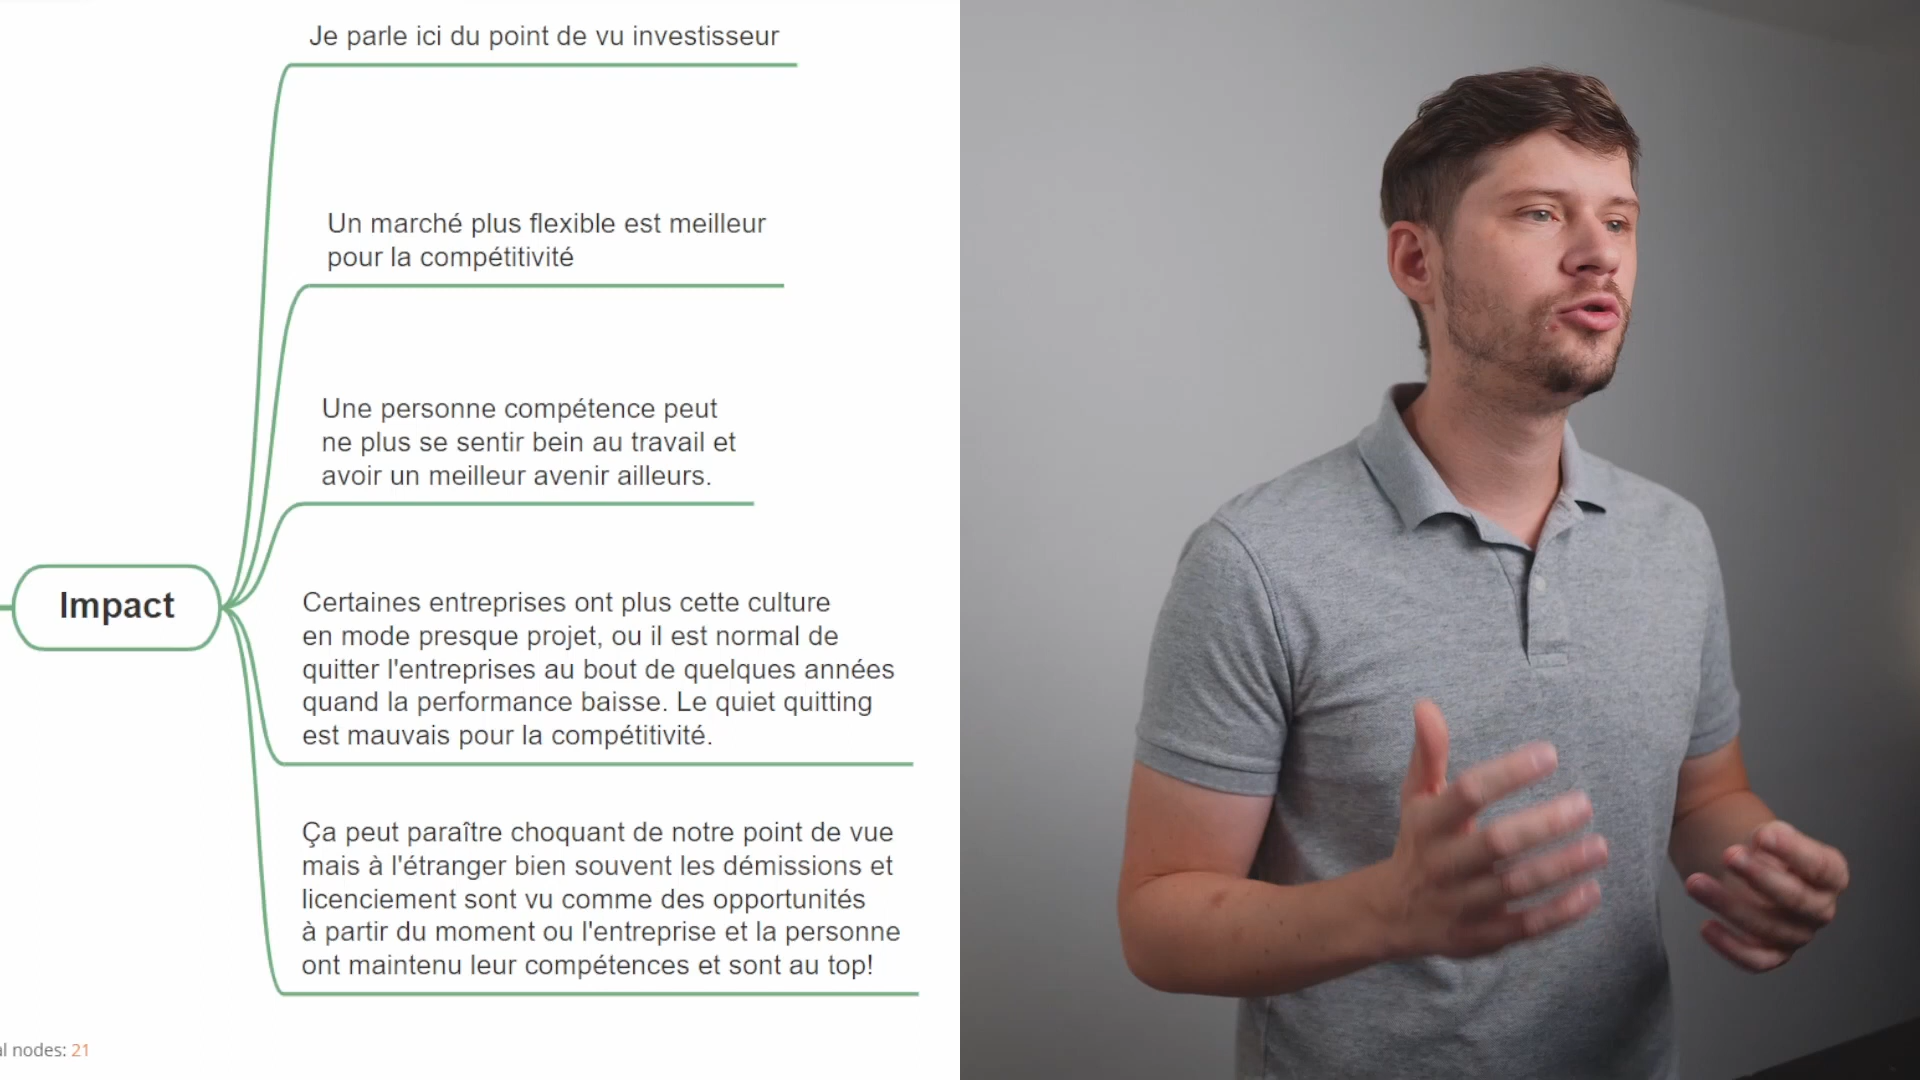 Je parle ici du point de vu investisseur
Un marché plus flexible est meilleur
pour la compétitivité
Une personne compétence peut
ne plus se sentir bein au travail et
avoir un meilleur avenir ailleurs.
Impact
Certaines entreprises ont plus cette culture
en mode presque projet, ou il est normal de
quitter l'entreprises au bout de quelques années
quand la performance baisse. Le quiet quitting
est mauvais pour la compétitivité.
Ça peut paraître choquant de notre point de vue
mais à l'étranger bien souvent les démissions et
licenciement sont vu comme des opportunités
à partir du moment ou l'entreprise et la personne
ont maintenu leur compétences et sont au top!
al nodes: 21